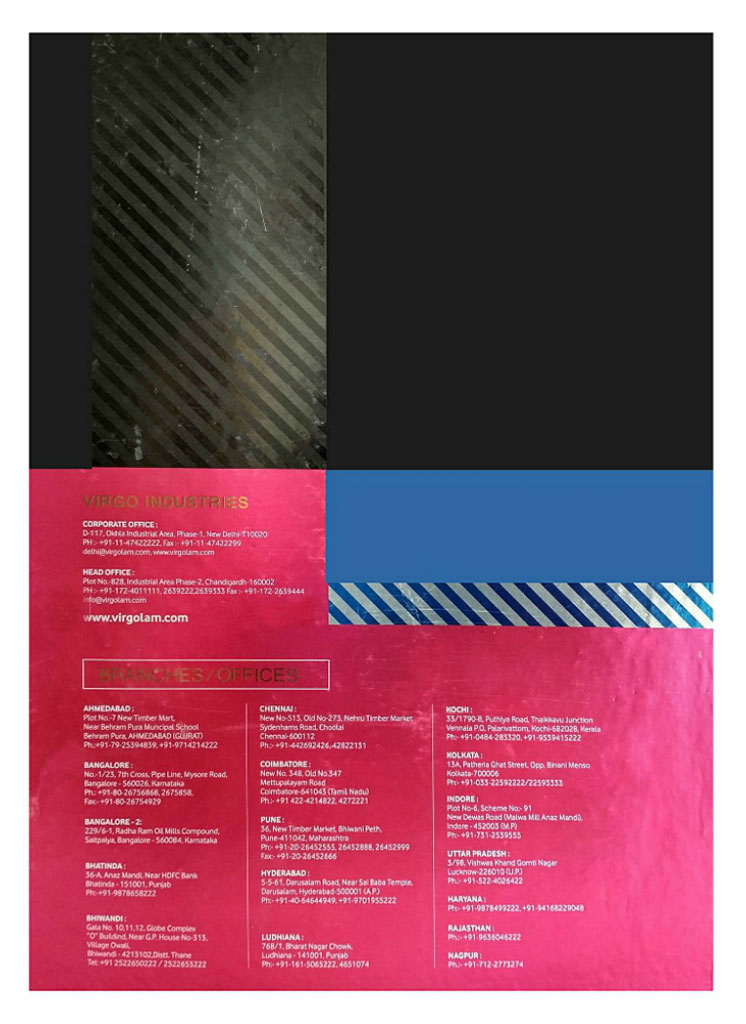 VIRGO INDUSTRIES
CORPORATE OFFICE :
D-117, Okhla Industrial Area, Phase-1, New Delhi-110020
PH :- +91-11-47422222, Fax :- +91-11-47422299
delhi@virgolam.com, www.virgolam.com
HEAD OFFICE :
Plot No.-828, Industrial Area Phase-2, Chandigardh-160002
PH :- +91-172-4011111, 2639222,2639333 Fax :- +91-172-2639444
info@virgolam.com
www.virgolam.com
BRANCHES/OFFICES
AHMEDABAD :
Plot No.-7 New Timber Mart,
Near Behram Pura Muncipal School
Behram Pura, AHMEDABAD (GUJRAT)
Ph.:+91-79-25394839, +91-9714214222
BANGALORE :
No.-1/23, 7th Cross, Pipe Line, Mysore Road,
Bangalore - 560026, Karnataka
Ph.: +91-80-26756868, 2675858,
Fax:- +91-80-26754929
BANGALORE - 2:
229/6-1, Radha Ram Oil Mills Compound,
Saitpalya, Bangalore - 560084, Karnataka
BHATINDA :
36-A, Anaz Mandi, Near HDFC Bank
Bhatinda - 151001, Punjab
Ph:-+91-9878658222
BHIWANDI :
Gala No. 10,11,12, Globe Complex
"D" Buildind, Near G.P. House No-313,
Village Owali,
Bhiwandi - 4213102,Distt. Thane
Tel: +91 2522650222 / 2522653222
CHENNAI :
New No-513, Old No-273, Nehru Timber Market
Sydenhams Road, Choolai
Chennai-600112
Ph.:- +91-442692426, 42822131
COIMBATORE :
New No. 348, Old No.347
Mettupalayam Road
Coimbatore-641043 (Tamil Nadu)
Ph:- +91 422-4214822, 4272221
PUNE :
36, New Timber Market, Bhiwani Peth,
Pune-411042, Maharashtra
Ph:- +91-20-26452555, 26452888, 26452999
Fax:- +91-20-26452666
HYDERABAD :
5-5-61, Darusalam Road, Near Sai Baba Temple,
Darusalam, Hyderabad-500001 (A.P.)
Ph:- +91-40-64644949, +91-9701955222
LUDHIANA :
768/1, Bharat Nagar Chowk,
Ludhiana - 141001, Punjab
Ph:- +91-161-5065222, 4651074
KOCHI :
33/1790-B, Puthiya Road, Thaikkavu Junction
Vennala P.O. Palarivattom, Kochi-682028, Kerala
Ph:- +91-0484-283320, +91-9539415222
KOLKATA :
13A, Patheria Ghat Street, Opp. Binani Menso
Kolkata-700006
Ph:- +91-033-22592222/22593333
INDORE :
Plot No-6, Scheme No:- 91
New Dewas Road (Malwa Mill Anaz Mandi),
Indore - 452003 (M.P)
Ph:- +91-731-2539555
UTTAR PRADESH :
3/98, Vishwas Khand Gomti Nagar
Lucknow-226010 (U.P.)
Ph.:- +91-522-4026422
HARYANA :
Ph:- +91-9878499222, +91-94168229048
RAJASTHAN :
Ph:- +91-9636046222
NAGPUR :
Ph:- +91-712-2773274